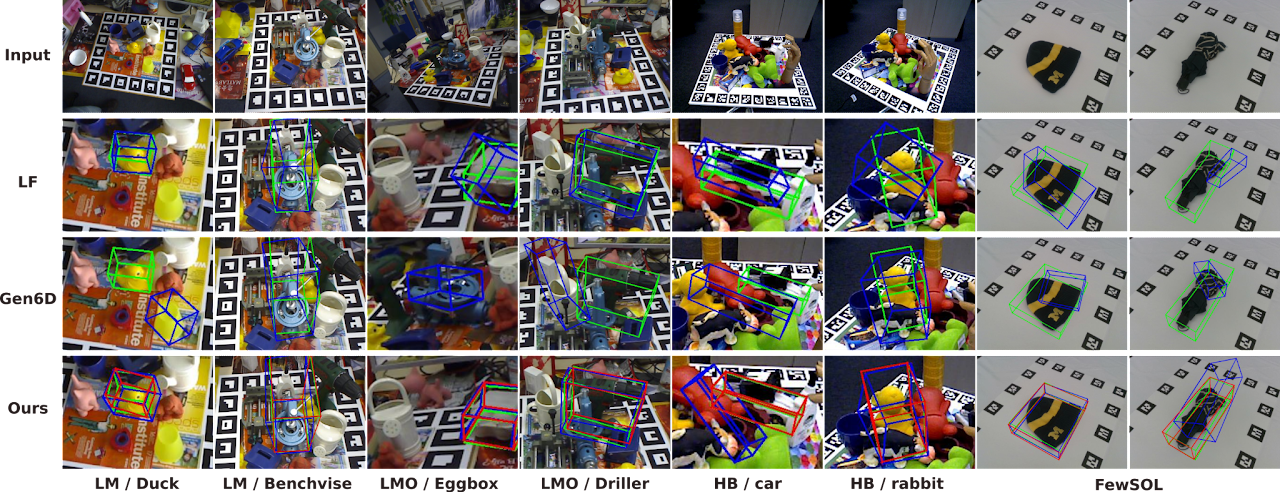 Input
LF
Gen6D
Ours
LM / Duck
LM / Benchvise
LMO / Eggbox
LMO / Driller
HB / car
HB / rabbit
FewSOL